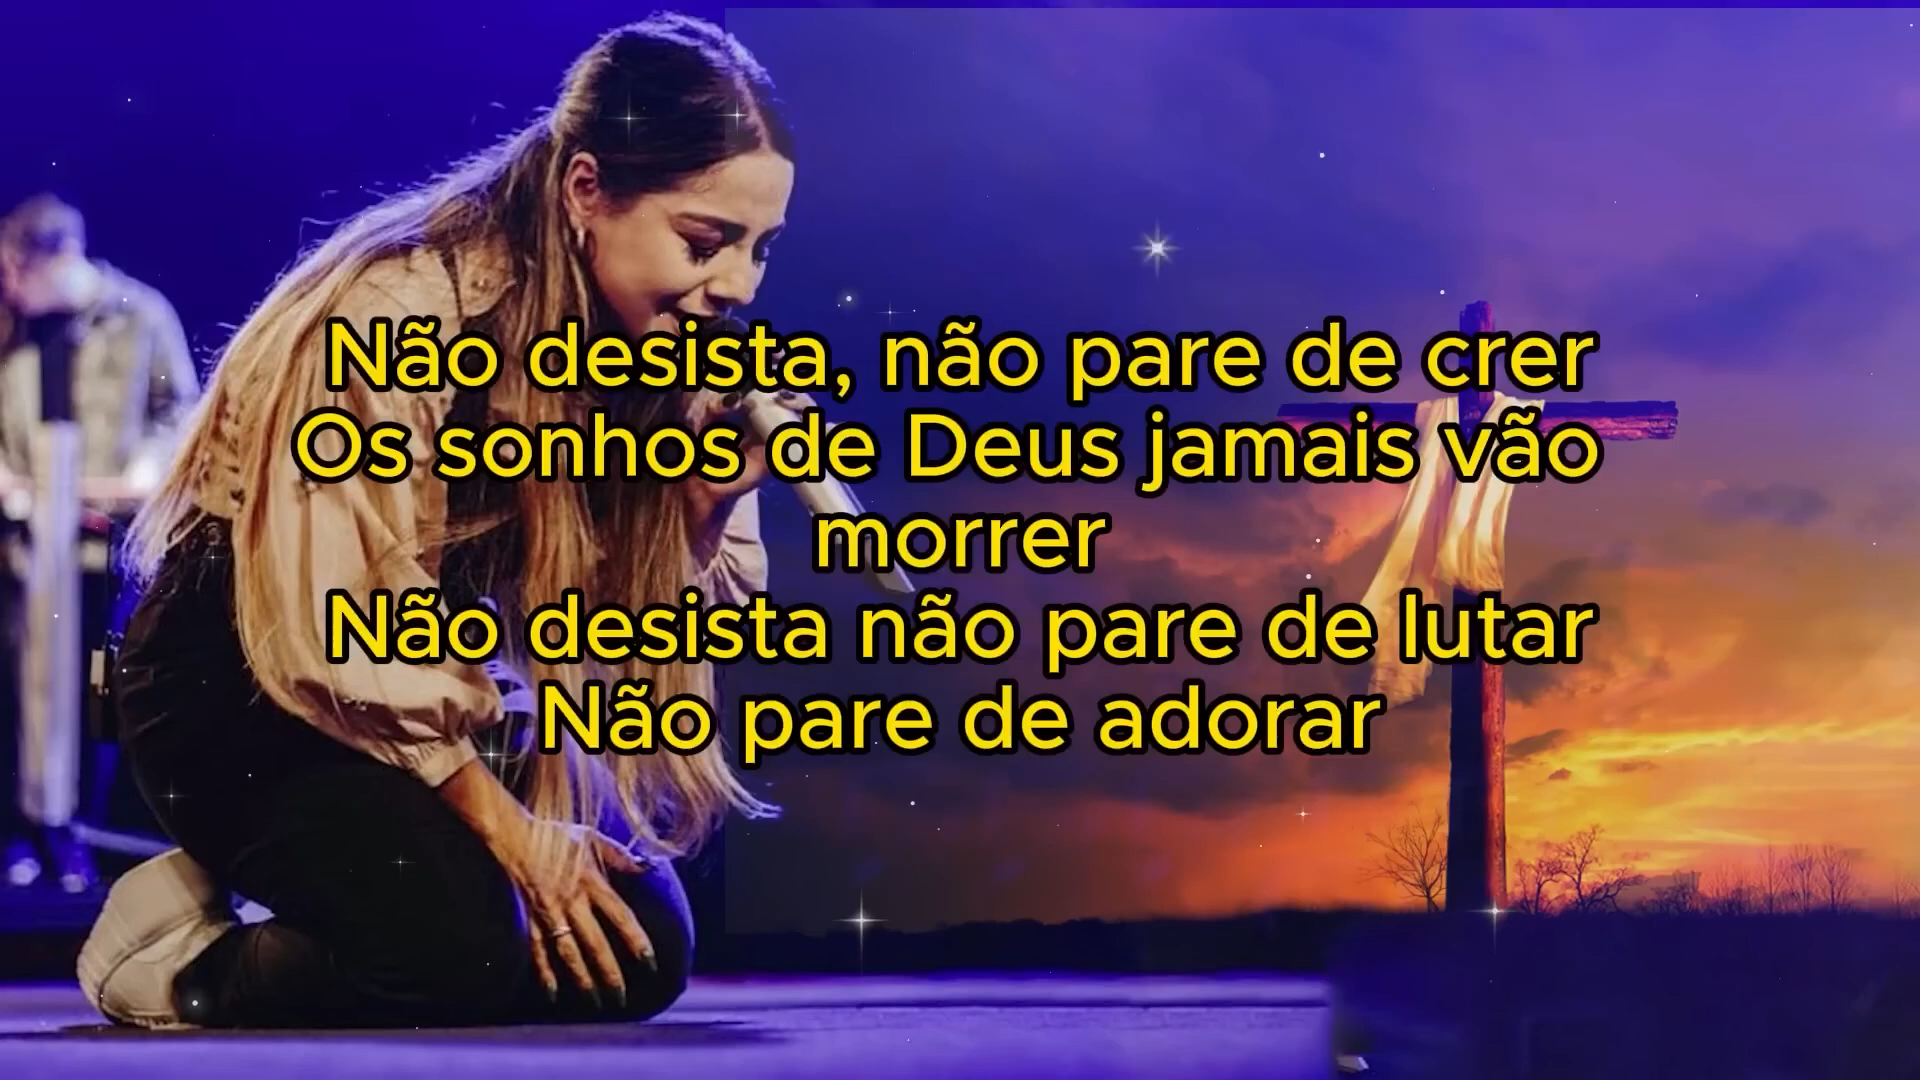 Não desista, não pare de crer
Os sonhos de Deus jamais vão
morrer
Não desista não pare de lutar
Não pare de adorar